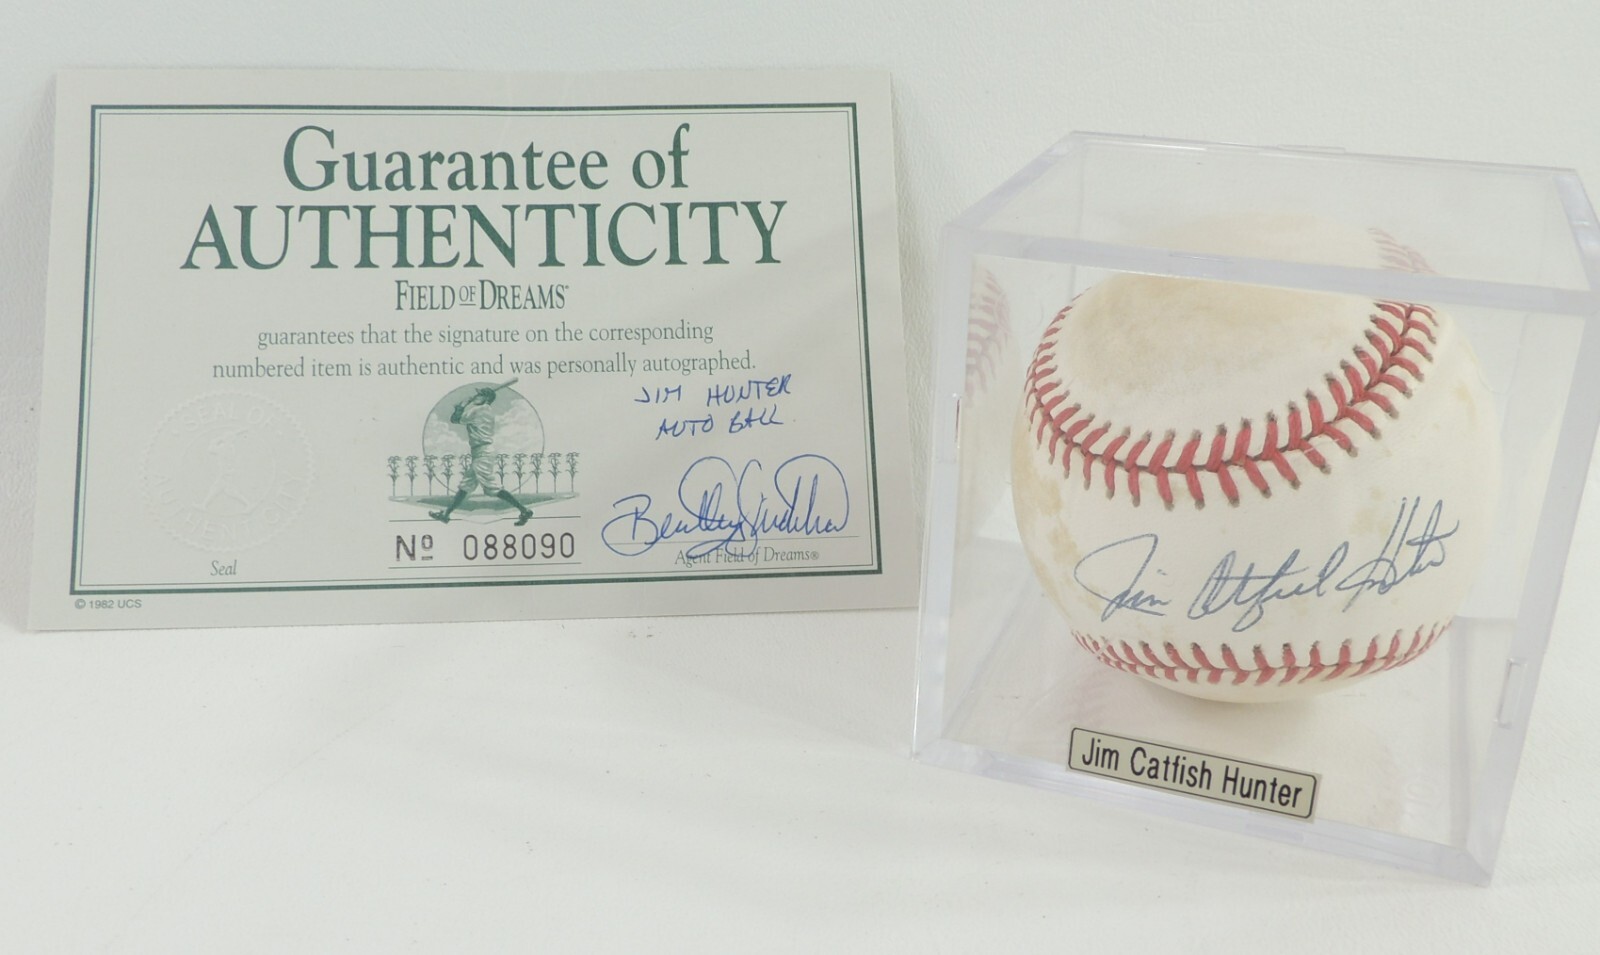 Guarantee of
AUTHENTICITY
FIELD OF DREAMS
guarantees that the signature on the corresponding
numbered item is authentic and was personally autographed.
JIM HUNTER
AUTO BALL
Nº 088090
Seal
Agent Field of Dreams®
© 1982 UCS
Jim Catfish Hunter
Jim Catfish Hunter